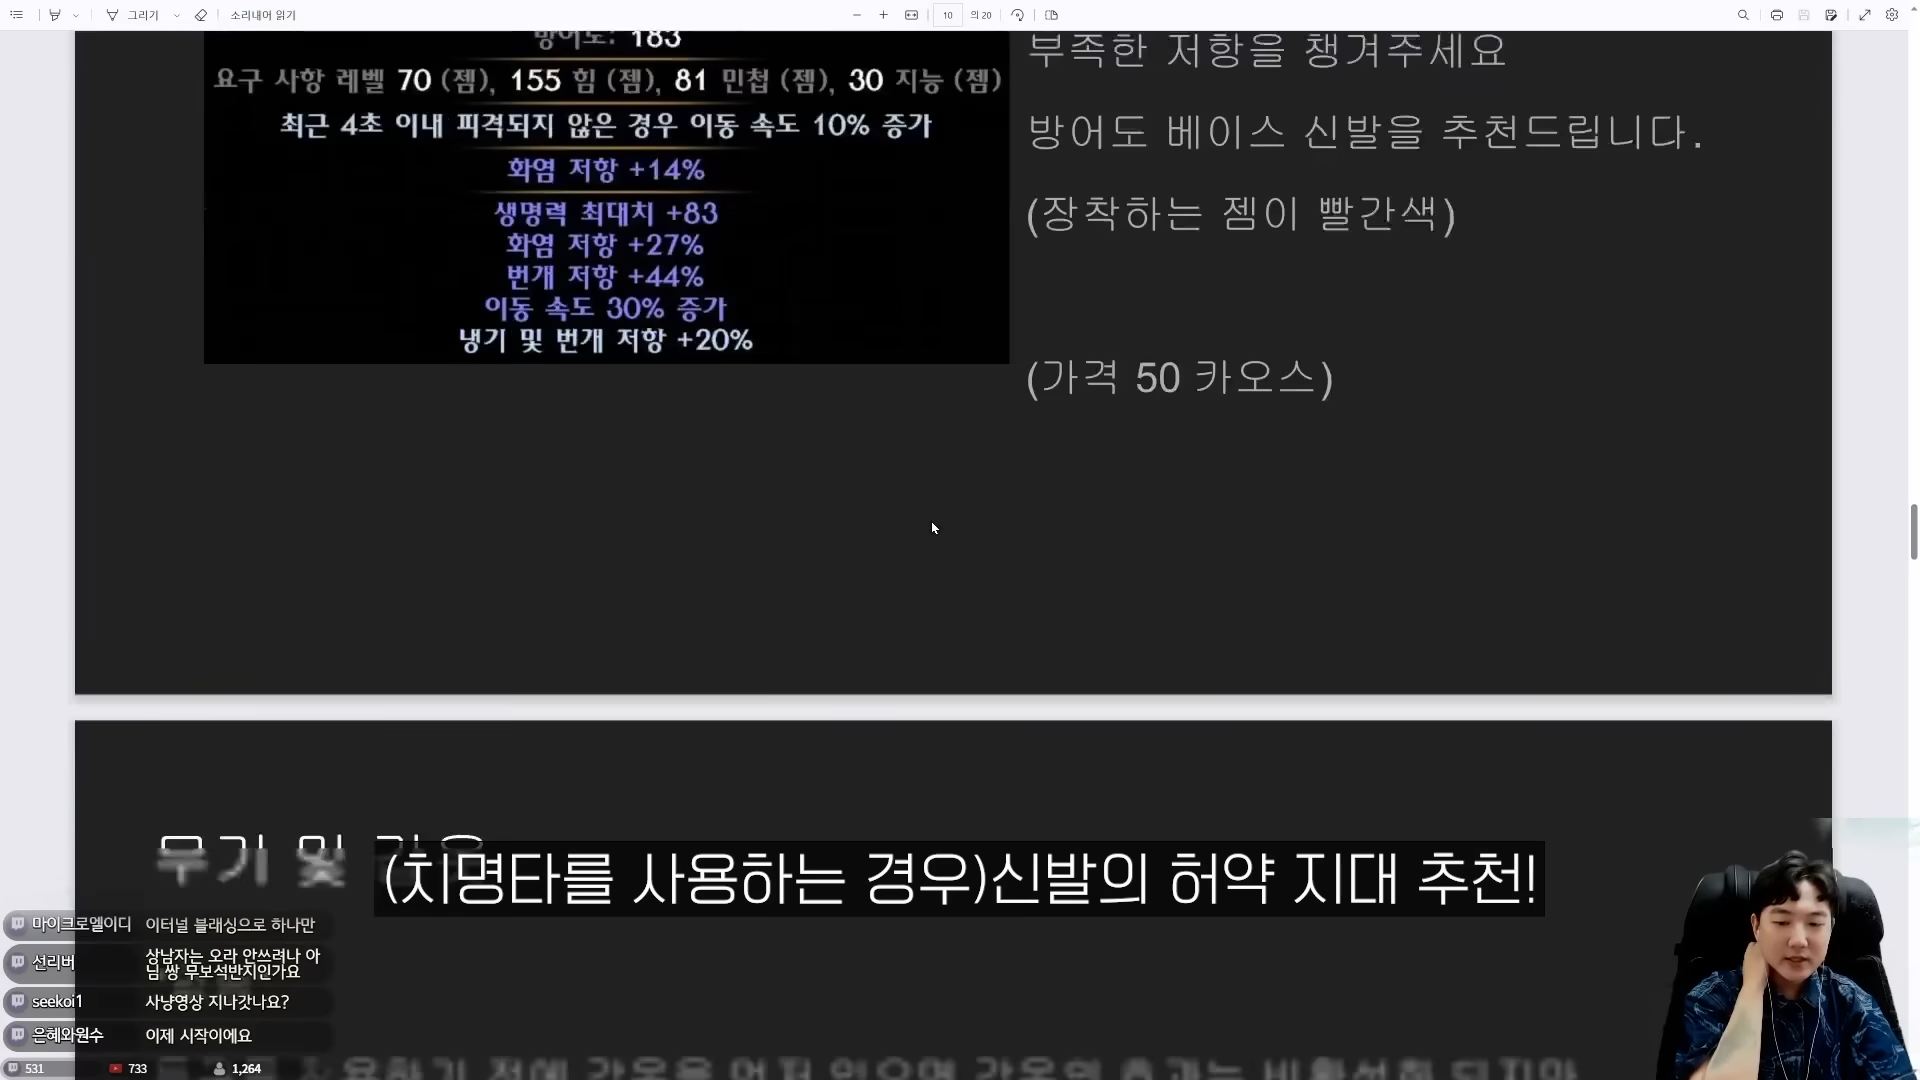 그리기
소리내어 읽기
10
의 20
방어도: 183
요구 사항 레벨 70 (젬), 155 힘 (젬), 81 민첩 (젬), 30 지능 (젬)
최근 4초 이내 피격되지 않은 경우 이동 속도 10% 증가
화염 저항 +14%
생명력 최대치 +83
화염 저항 +27%
번개 저항 +44%
이동 속도 30% 증가
냉기 및 번개 저항 +20%
부족한 저항을 챙겨주세요
방어도 베이스 신발을 추천드립니다.
(장착하는 젬이 빨간색)
(가격 50 카오스)
무기 및
(치명타를 사용하는 경우)신발의 허약 지대 추천!
마이크로엘이디 이터널 블래싱으로 하나만
선리버 상남자는 오라 안쓰려나 아
님 쌍 무보석반지인가요
seekoi1 사냥영상 지나갓나요?
은혜와원수 이제 시작이에요
531 733 1,264